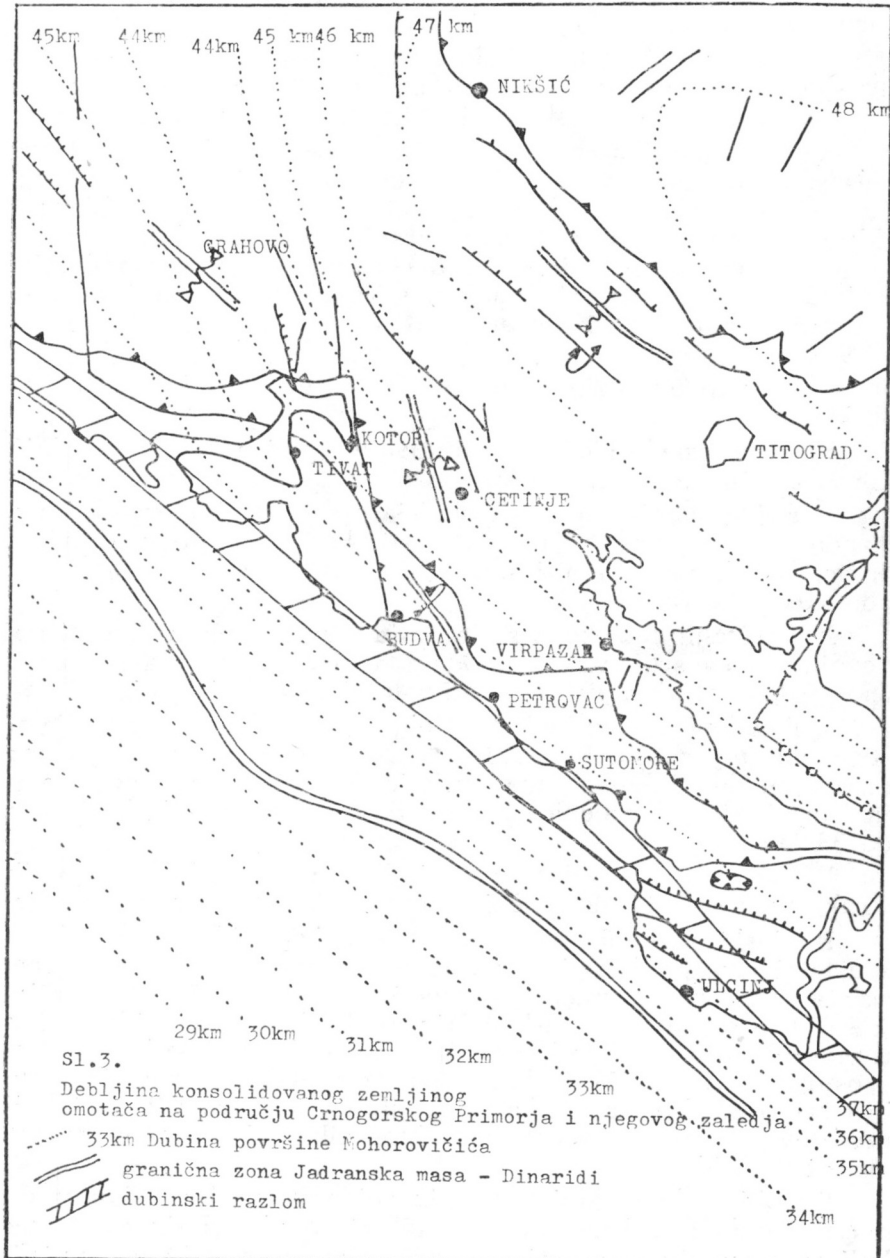 45km 44km 44km 45 km 46 km 47 km
NIKŠIĆ
48 km
GRAHOVO
KOTOR
TIVAT
TITOGRAD
CETINJE
BUDVA
VIRPAZAR
PETROVAC
SUTOMORE
ULCINJ
29km 30km 31km 32km 33km 34km 35km 36km 37km
Sl.3.
Debljina konsolidovanog zemljinog
omotača na području Crnogorskog Primorja i njegovog zaledja
33km Dubina površine Mohorovičića
granična zona Jadranska masa - Dinaridi
dubinski razlom